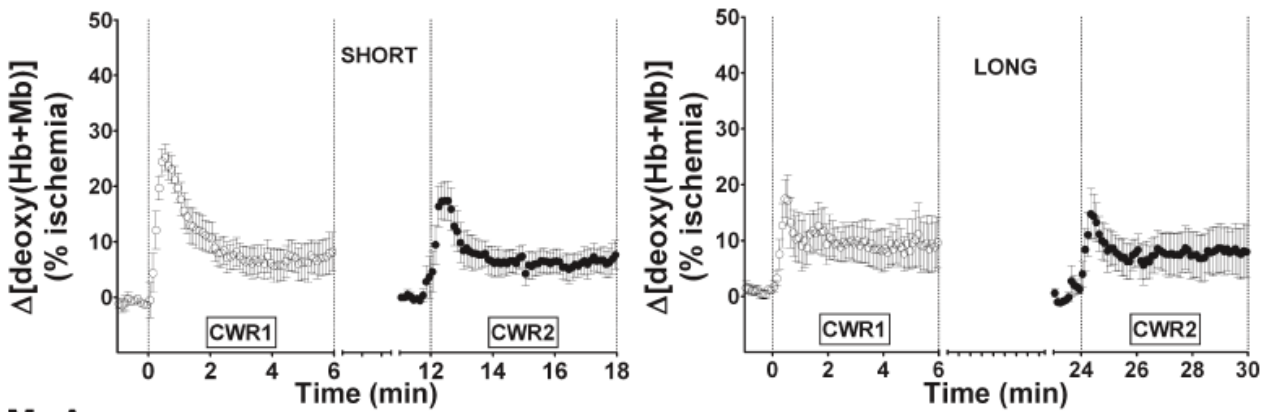 Δ[deoxy(Hb+Mb)]
(% ischemia)
50
40
30
20
10
0
SHORT
CWR1
CWR2
0 2 4 6 12 14 16 18
Time (min)
Δ[deoxy(Hb+Mb)]
(% ischemia)
50
40
30
20
10
0
LONG
CWR1
CWR2
0 2 4 6 24 26 28 30
Time (min)